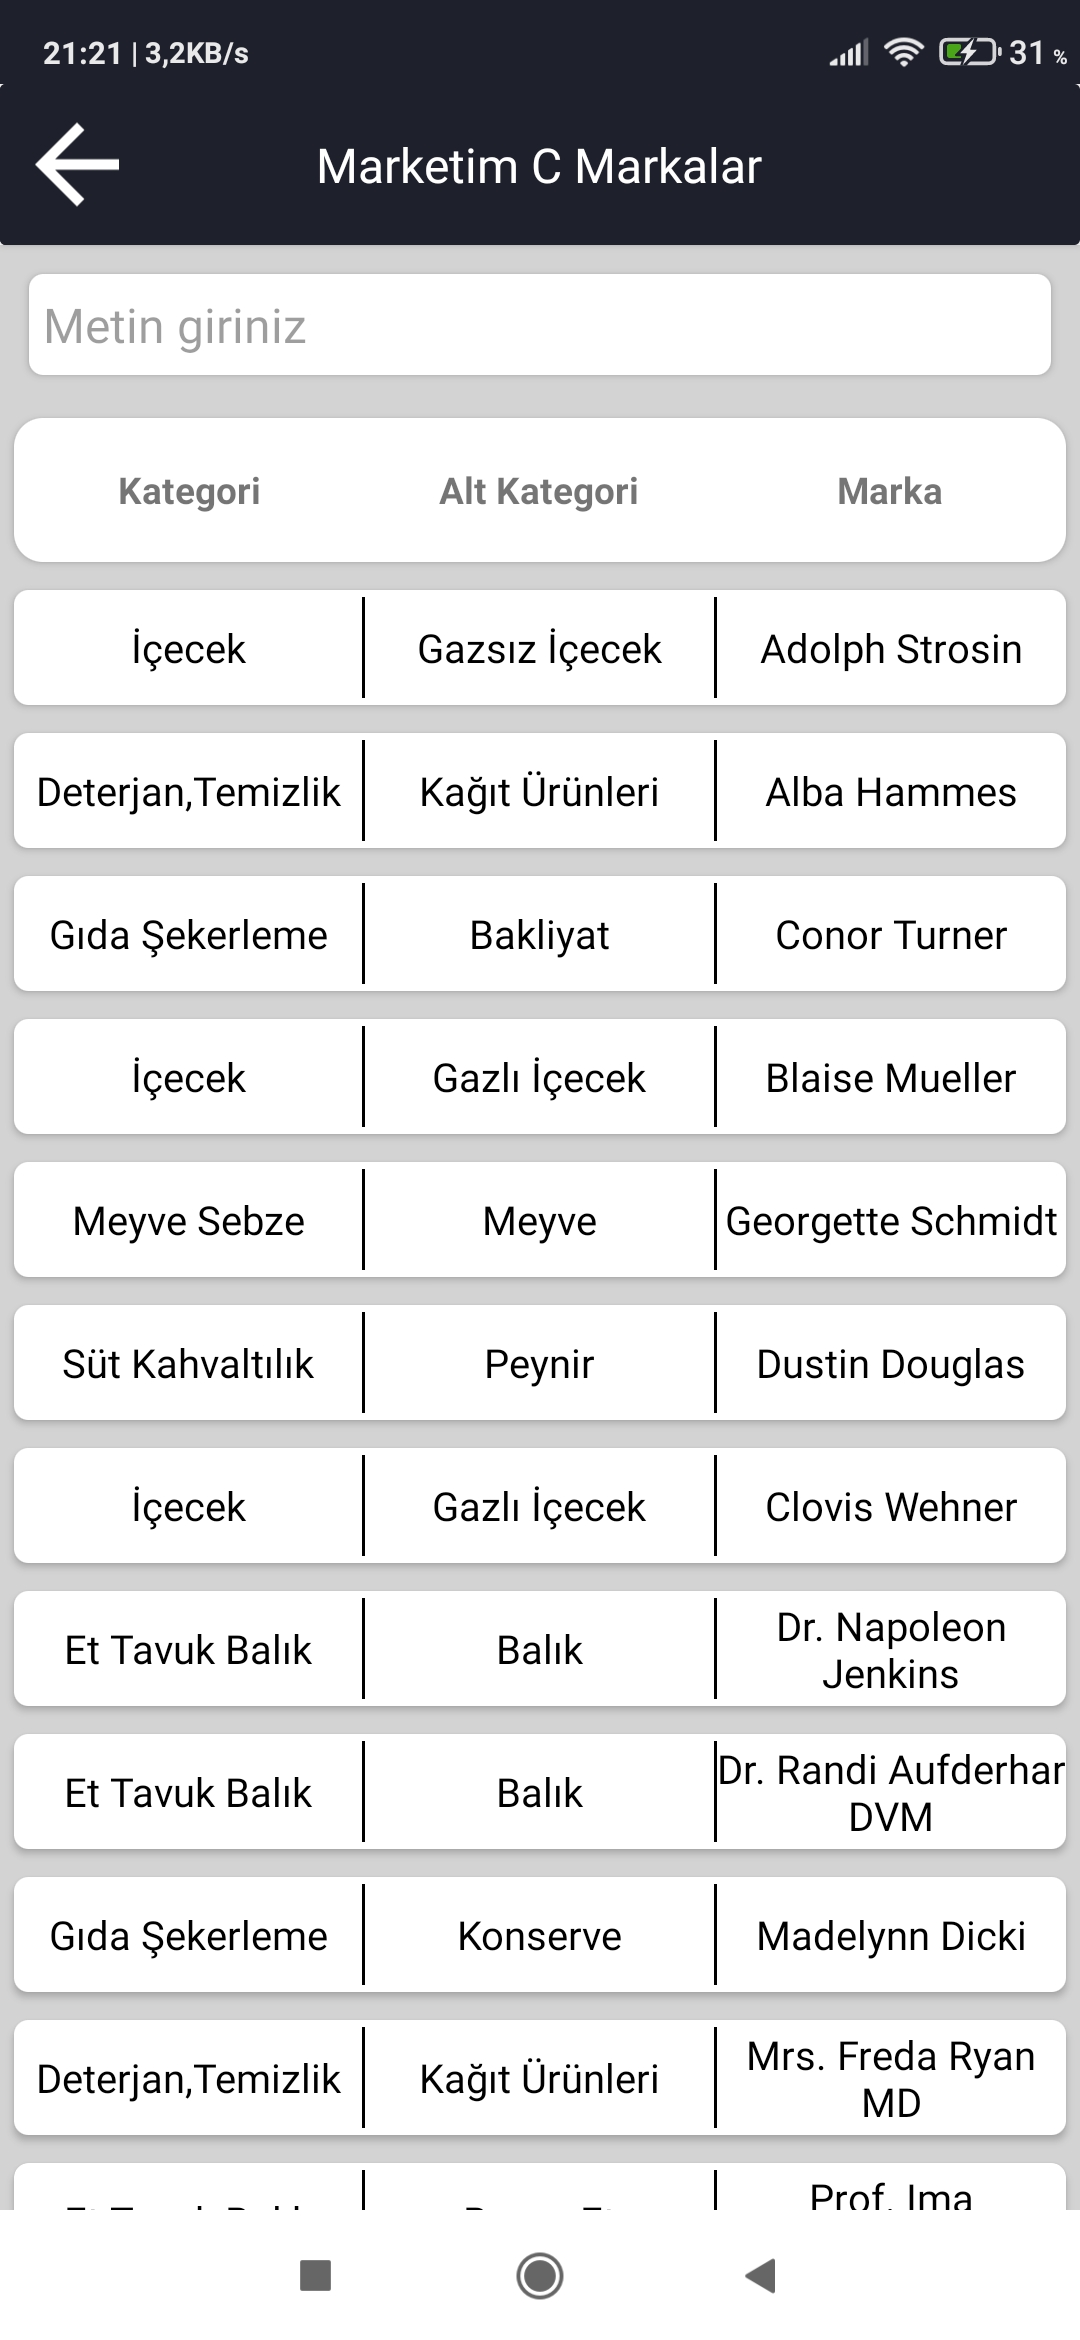 21:21 | 3,2KB/s 31 %
Marketim C Markalar
Metin giriniz
Kategori Alt Kategori Marka
İçecek Gazsız İçecek Adolph Strosin
Deterjan,Temizlik Kağıt Ürünleri Alba Hammes
Gıda Şekerleme Bakliyat Conor Turner
İçecek Gazlı İçecek Blaise Mueller
Meyve Sebze Meyve Georgette Schmidt
Süt Kahvaltılık Peynir Dustin Douglas
İçecek Gazlı İçecek Clovis Wehner
Et Tavuk Balık Balık Dr. Napoleon
Jenkins
Et Tavuk Balık Balık Dr. Randi Aufderhar
DVM
Gıda Şekerleme Konserve Madelynn Dicki
Deterjan,Temizlik Kağıt Ürünleri Mrs. Freda Ryan
MD
Prof. Ima